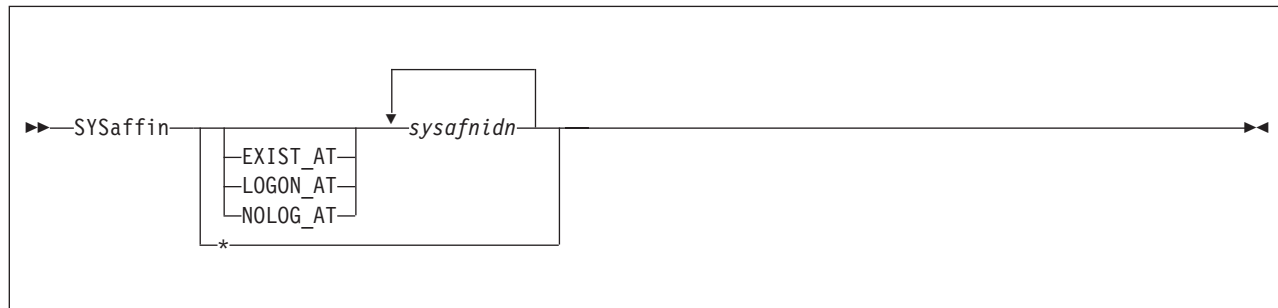 SYSaffin sysafnidn
EXIST_AT
LOGON_AT
NOLOG_AT
*